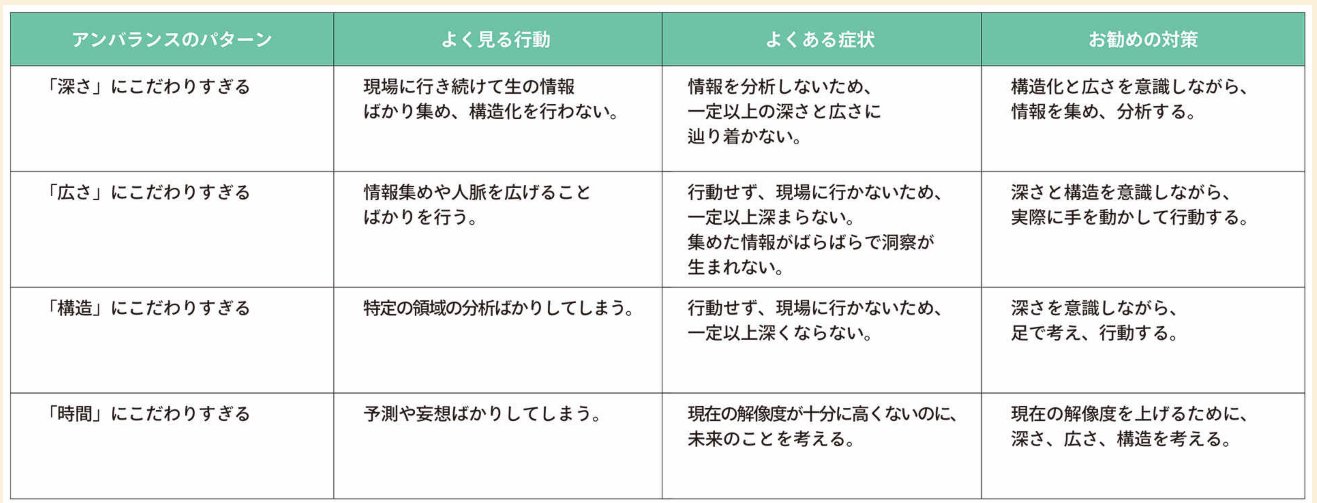 アンバランスのパターン
よく見る行動
よくある症状
お勧めの対策
「深さ」にこだわりすぎる
現場に行き続けて生の情報
ばかり集め、構造化を行わない。
情報を分析しないため、
一定以上の深さと広さに
辿り着かない。
構造化と広さを意識しながら、
情報を集め、分析する。
「広さ」にこだわりすぎる
情報集めや人脈を広げること
ばかりを行う。
行動せず、現場に行かないため、
一定以上深まらない。
集めた情報がばらばらで洞察が
生まれない。
深さと構造を意識しながら、
実際に手を動かして行動する。
「構造」にこだわりすぎる
特定の領域の分析ばかりしてしまう。
行動せず、現場に行かないため、
一定以上深くならない。
深さを意識しながら、
足で考え、行動する。
「時間」にこだわりすぎる
予測や妄想ばかりしてしまう。
現在の解像度が十分に高くないのに、
未来のことを考える。
現在の解像度を上げるために、
深さ、広さ、構造を考える。